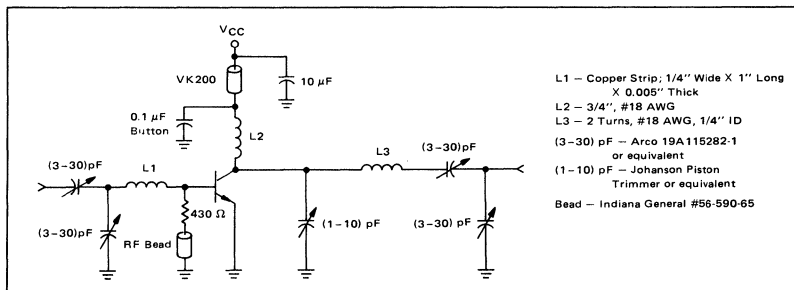 VCC
VK200
10 µF
0.1 µF
Button
L2
L3
(3-30)pF
(3-30)pF
L1
430 Ω
(3-30)pF
RF Bead
(1-10) pF
(3-30) pF
L1 – Copper Strip; 1/4" Wide X 1" Long
X 0.005" Thick
L2 – 3/4", #18 AWG
L3 – 2 Turns, #18 AWG, 1/4" ID
(3-30) pF – Arco 19A115282-1
or equivalent
(1-10) pF – Johanson Piston
Trimmer or equivalent
Bead – Indiana General #56-590-65